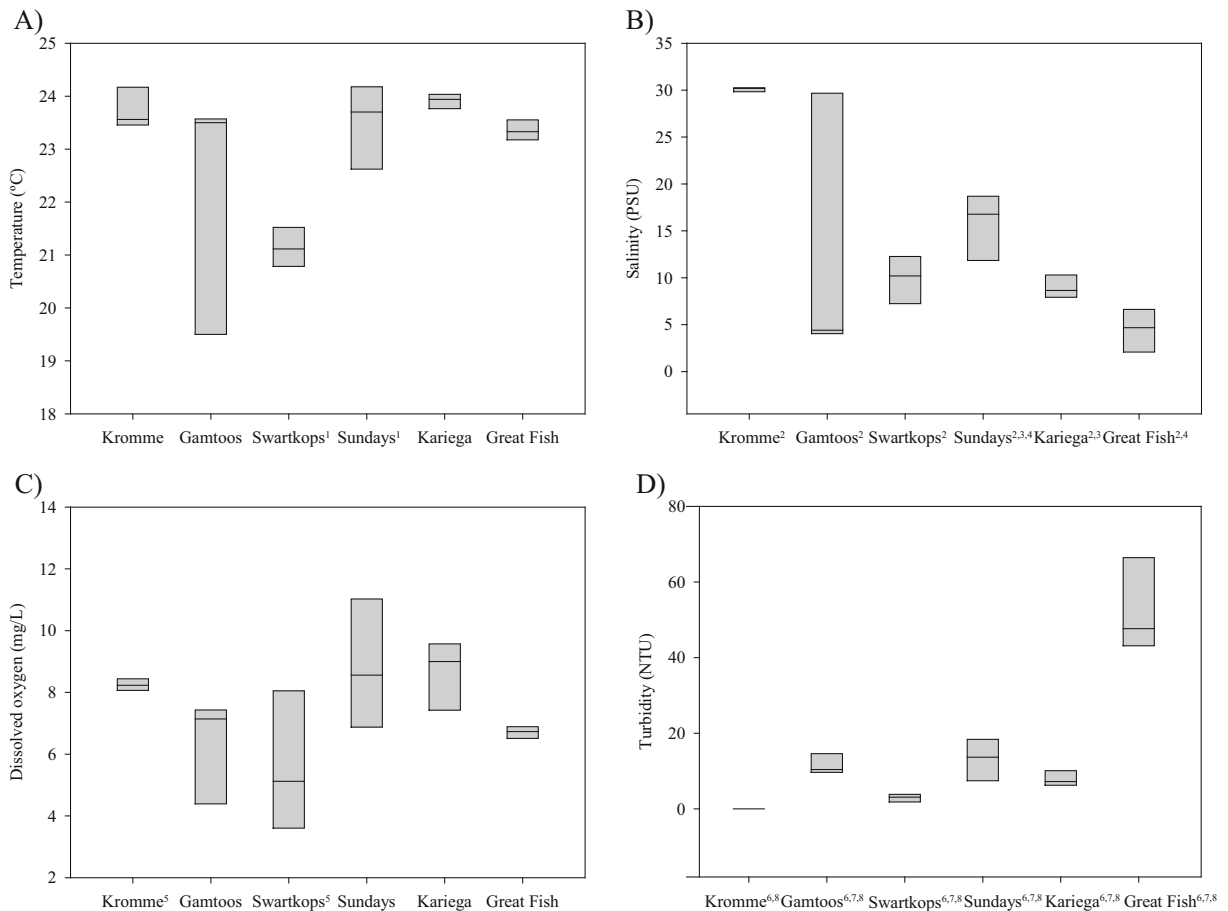 A)
25
24
23
22
21
20
19
18
Temperature (°C)
Kromme Gamtoos Swartkops¹ Sundays¹ Kariega Great Fish
B)
35
30
25
20
15
10
5
0
Salinity (PSU)
Kromme² Gamtoos² Swartkops² Sundays²,³,⁴ Kariega²,³ Great Fish²,⁴
C)
14
12
10
8
6
4
2
Dissolved oxygen (mg/L)
Kromme⁵ Gamtoos Swartkops⁵ Sundays Kariega Great Fish
D)
80
60
40
20
0
Turbidity (NTU)
Kromme⁶,⁸ Gamtoos⁶,⁷,⁸ Swartkops⁶,⁷,⁸ Sundays⁶,⁷,⁸ Kariega⁶,⁷,⁸ Great Fish⁶,⁷,⁸